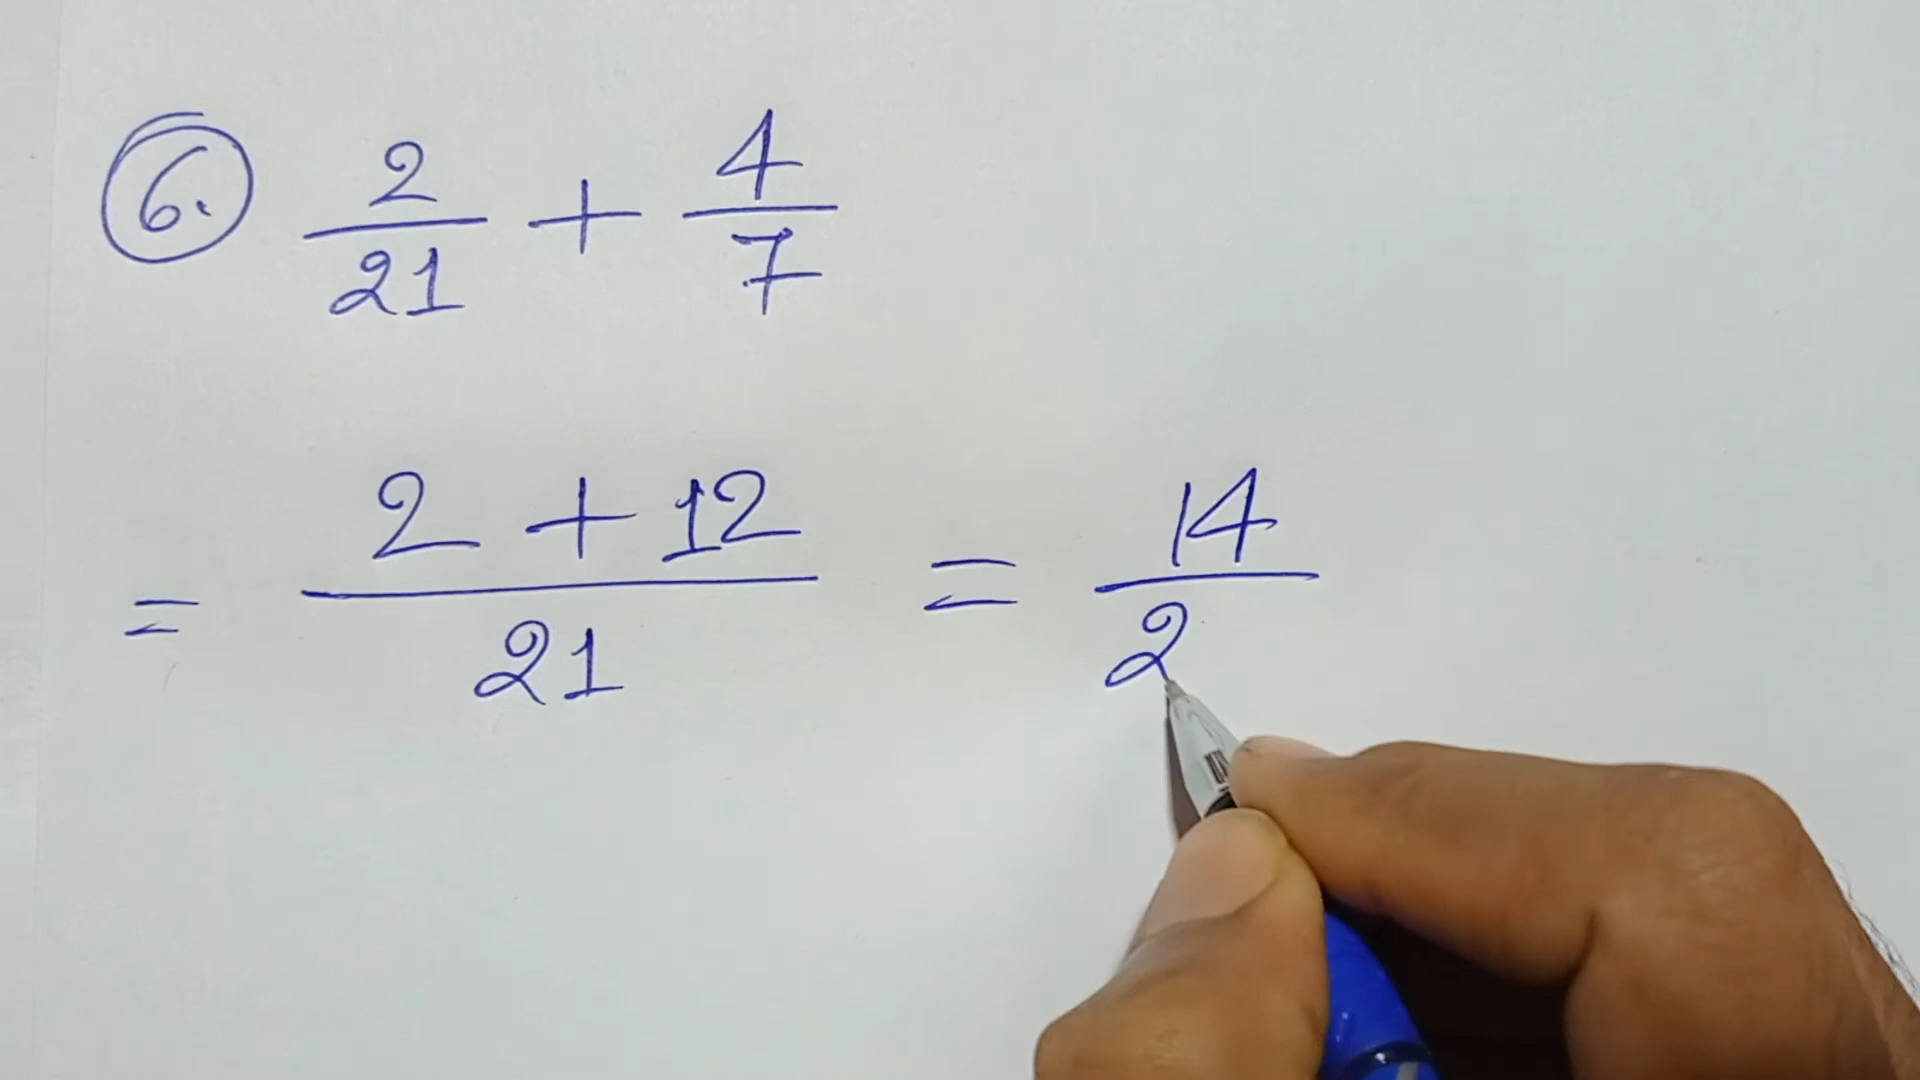 6. 2/21 + 4/7
= (2 + 12)/21 = 14/2